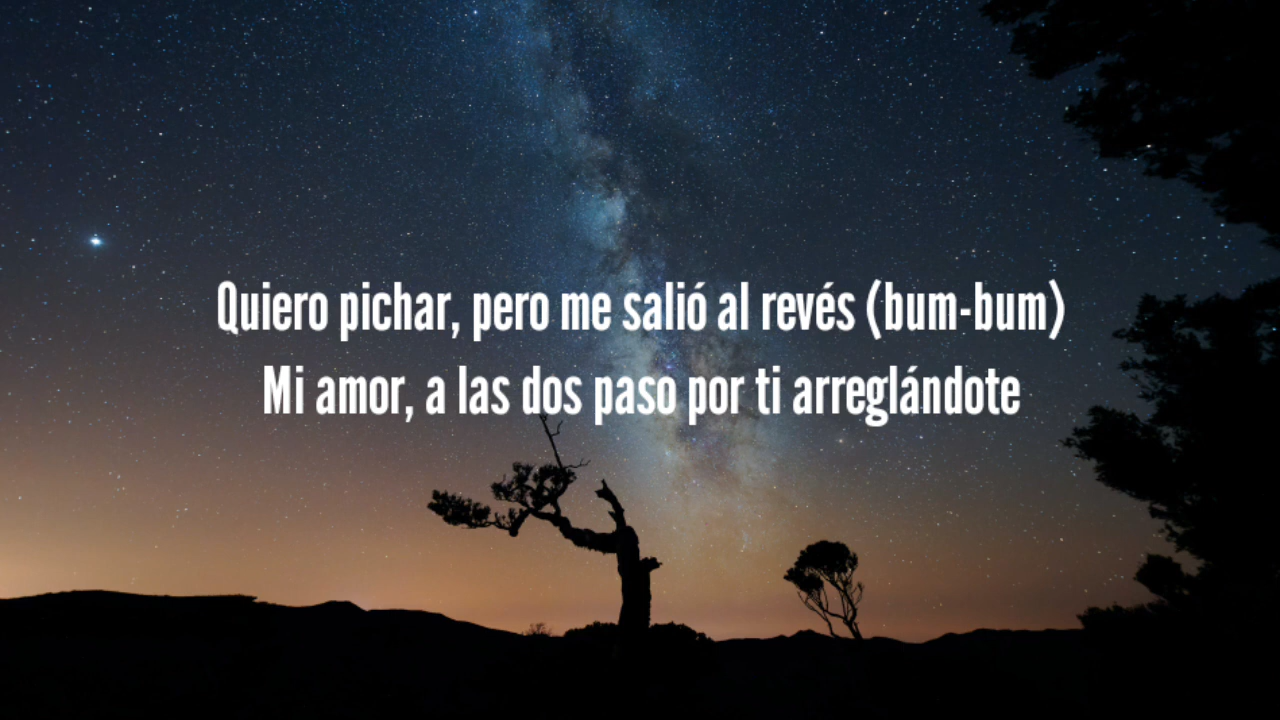 Quiero pichar, pero me salió al revés (bum-bum)
Mi amor, a las dos paso por ti arreglándote